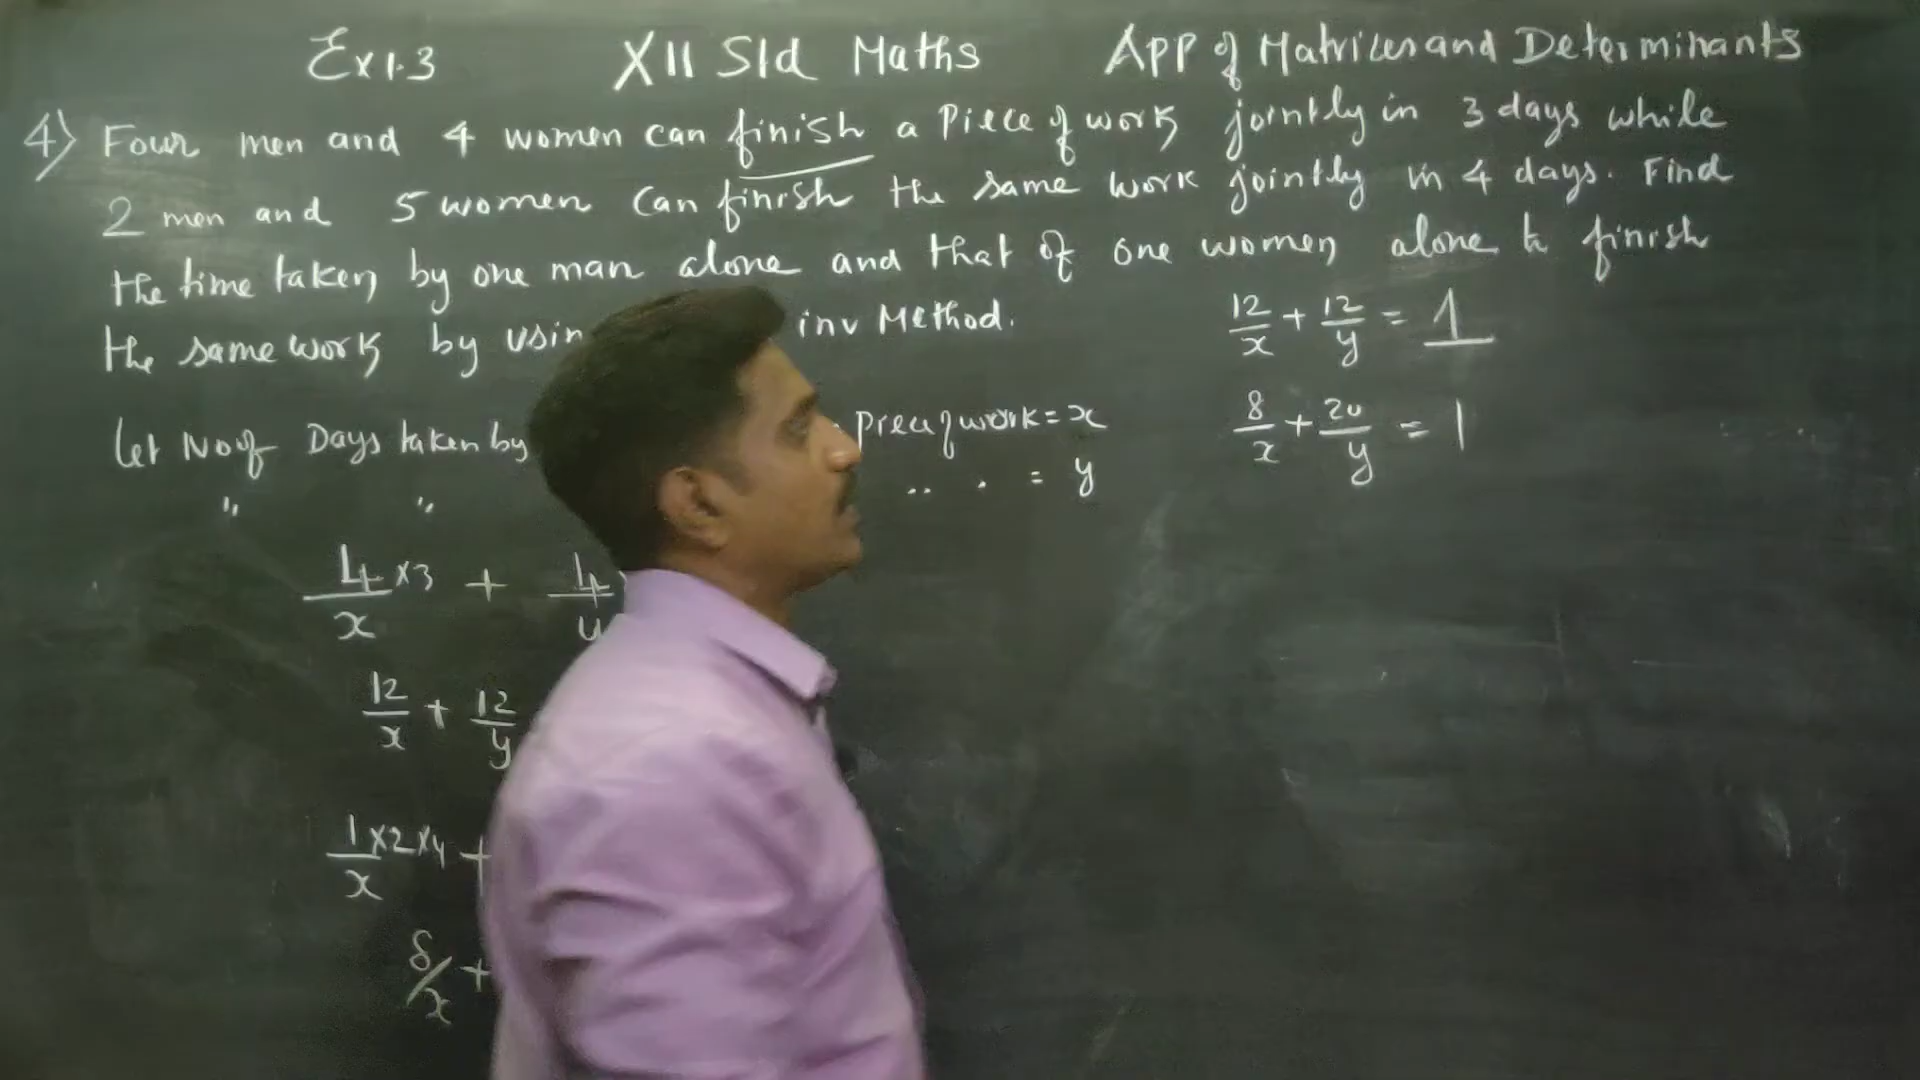 Ex 1.3 XII Std Maths APP of Matrices and Determinants
4) Four men and 4 women can finish a Piece of work jointly in 3 days while
2 men and 5 women can finish the same work jointly in 4 days. Find
the time taken by one man alone and that of one women alone to finish
the same work by usin inv Method.
Let No of Days taken by Piece of work = x
" " .. . = y
4/x ×3 + 4/y
12/x + 12/y
1/x ×2×4 +
8/x +
12/x + 12/y = 1
8/x + 20/y = 1